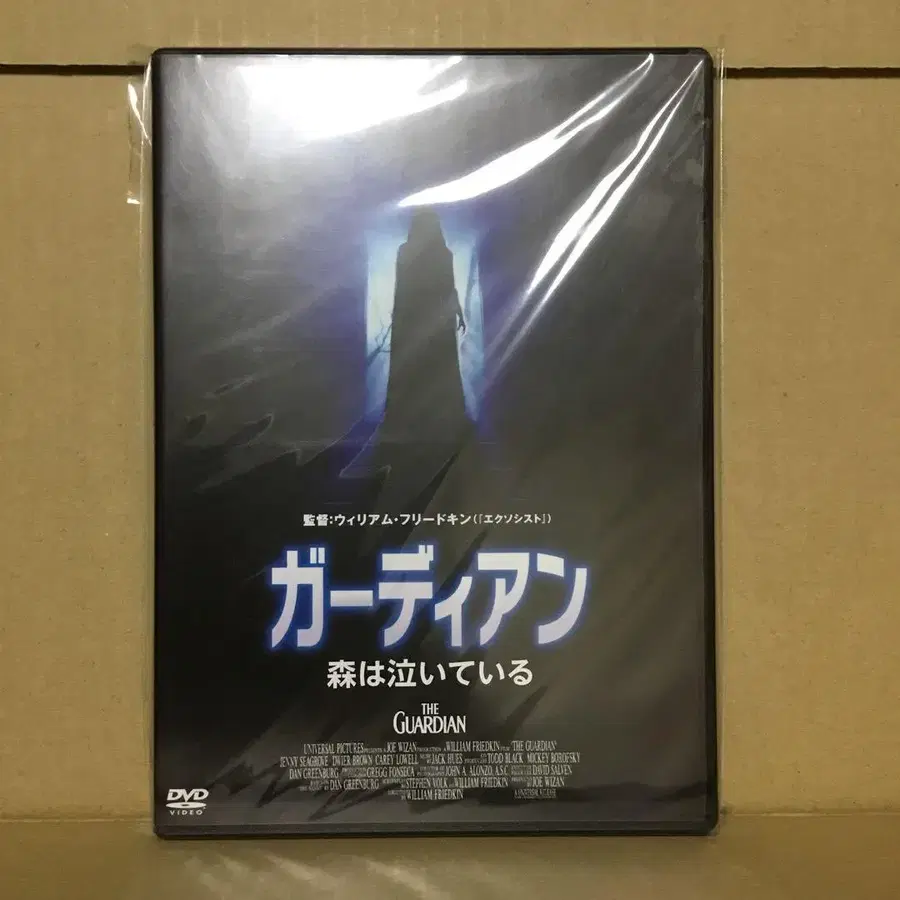 監督:ウィリアム・フリードキン(『エクソシスト』)
ガーディアン
森は泣いている
THE
GUARDIAN
UNIVERSAL PICTURES A JOE WIZAN A WILLIAM FRIEDKIN "THE GUARDIAN"
JENNY SEAGROVE DWIER BROWN CAREY LOWELL JACK HUES TODD BLACK MICKEY BOROFSKY
DAN GREENBURG GREGG FONSECA JOHN A. ALONZO, A.S.C. DAVID SALVEN
DAN GREENBURG STEPHEN VOLK WILLIAM FRIEDKIN JOE WIZAN
WILLIAM FRIEDKIN
DVD
VIDEO